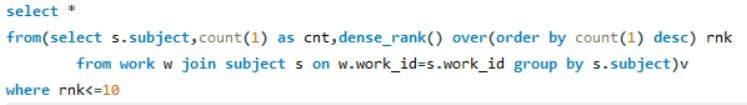 select *
from(select s.subject,count(1) as cnt,dense_rank() over(order by count(1) desc) rnk
from work w join subject s on w.work_id=s.work_id group by s.subject)v
where rnk<=10